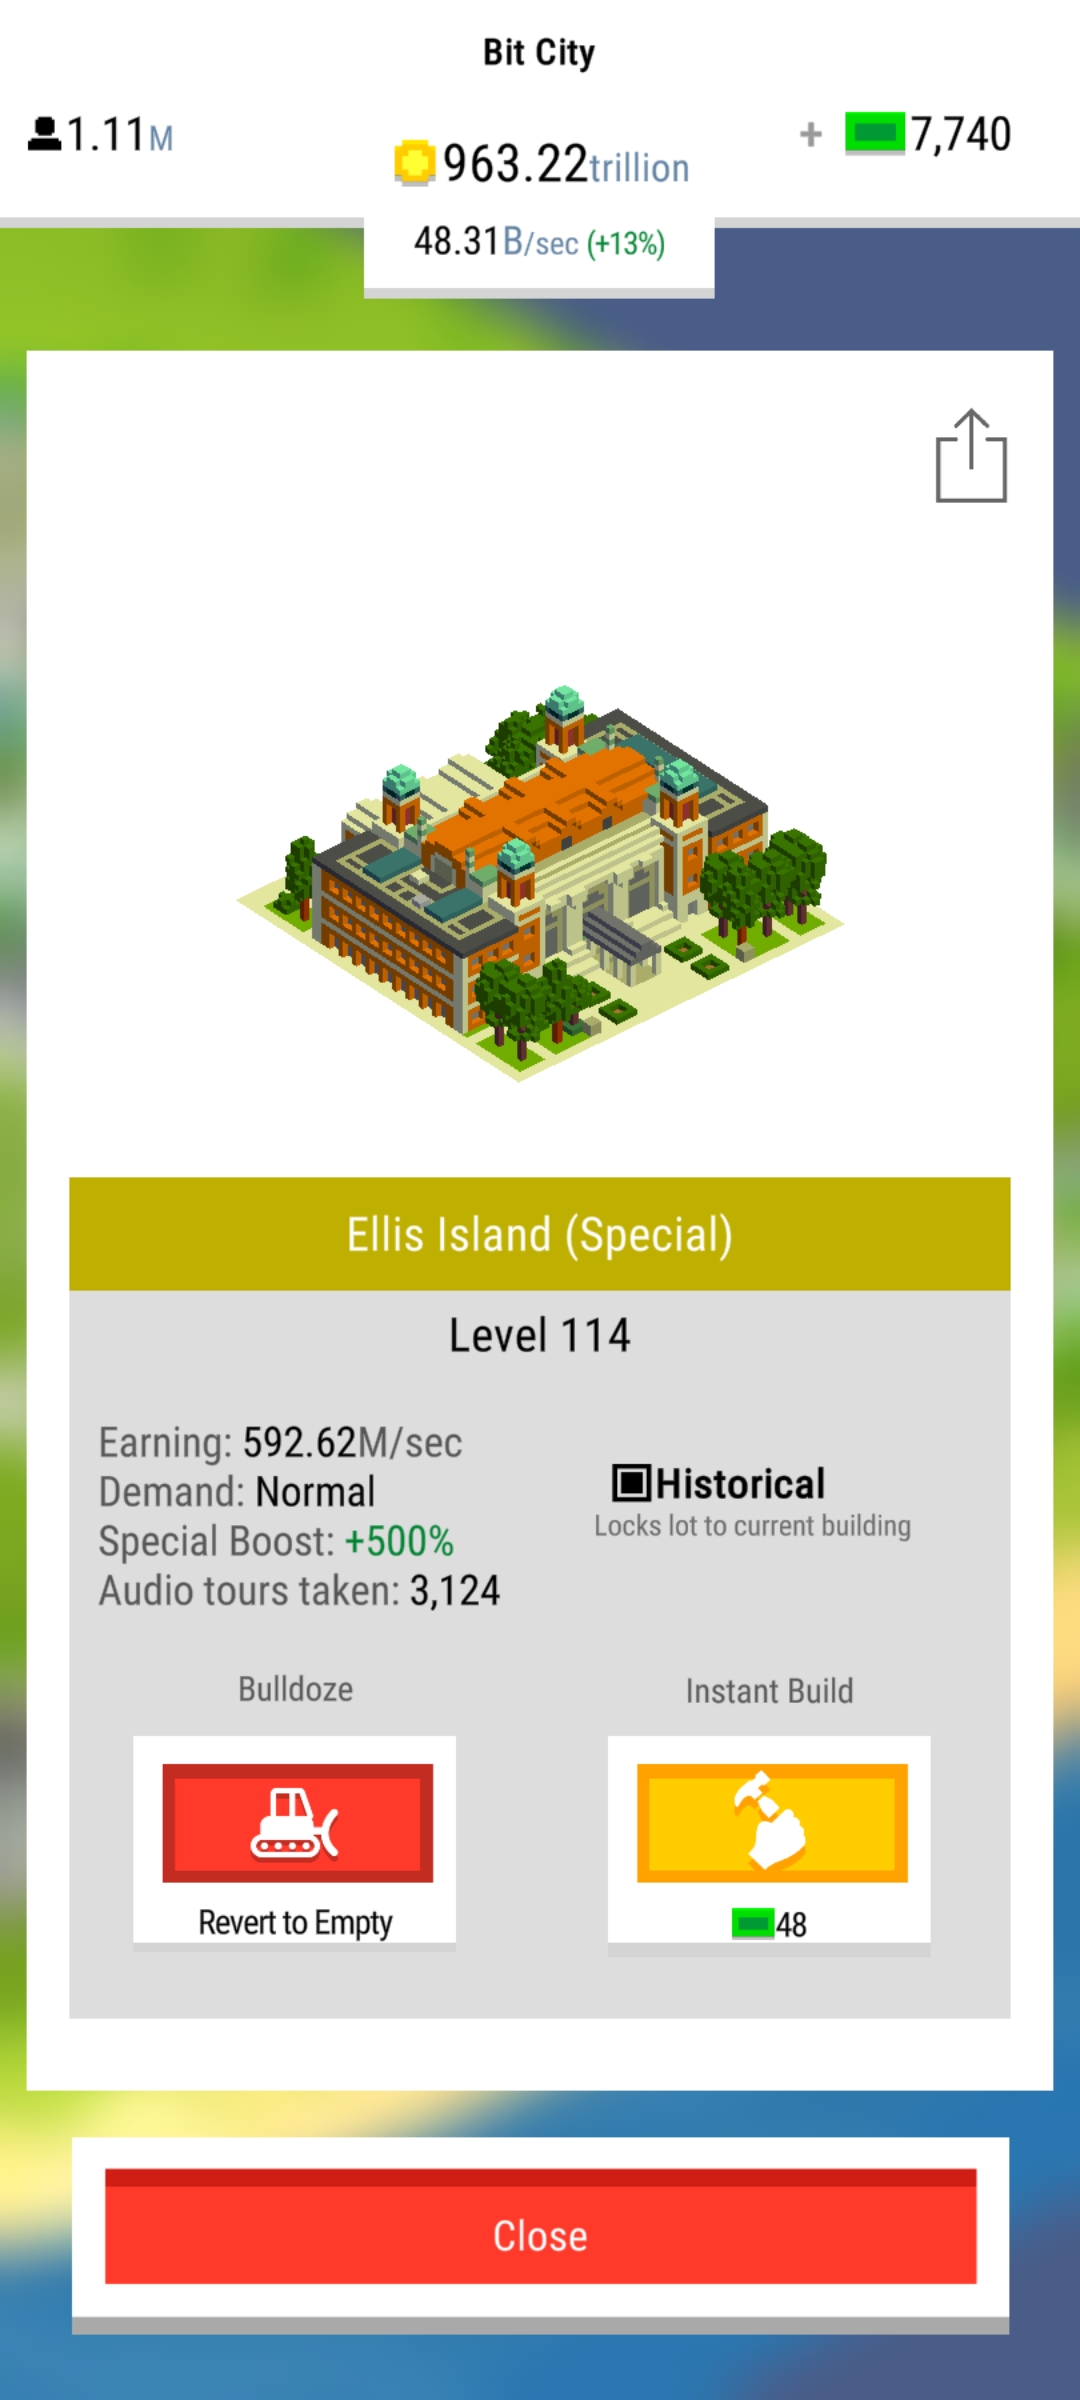 Bit City
1.11M
963.22trillion
+ 7,740
48.31B/sec (+13%)
Ellis Island (Special)
Level 114
Earning: 592.62M/sec
Demand: Normal
Special Boost: +500%
Audio tours taken: 3,124
Historical
Locks lot to current building
Bulldoze
Instant Build
Revert to Empty
48
Close